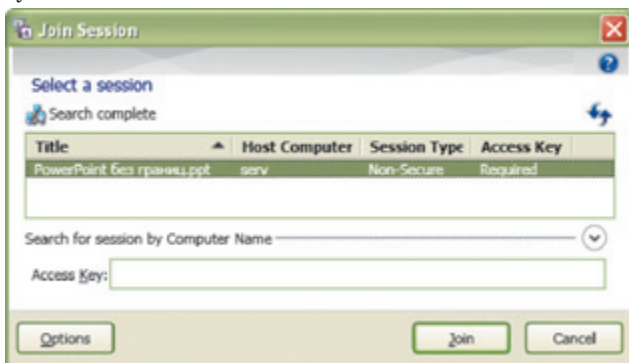 Join Session
Select a session
Search complete
Title Host Computer Session Type Access Key
PowerPoint без границ.ppt serv Non-Secure Required
Search for session by Computer Name
Access Key:
Options Join Cancel